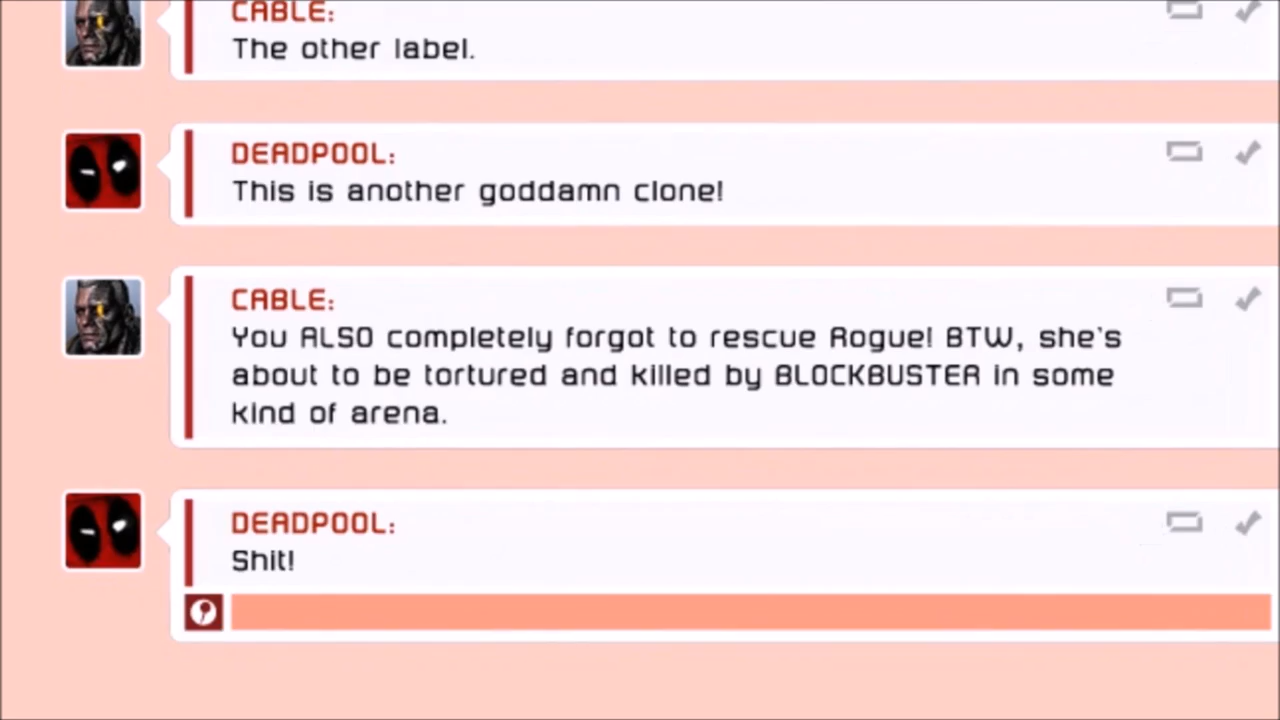 CABLE:
The other label.
DEADPOOL:
This is another goddamn clone!
CABLE:
You ALSO completely forgot to rescue Rogue! BTW, she's
about to be tortured and killed by BLOCKBUSTER in some
kind of arena.
DEADPOOL:
Shit!